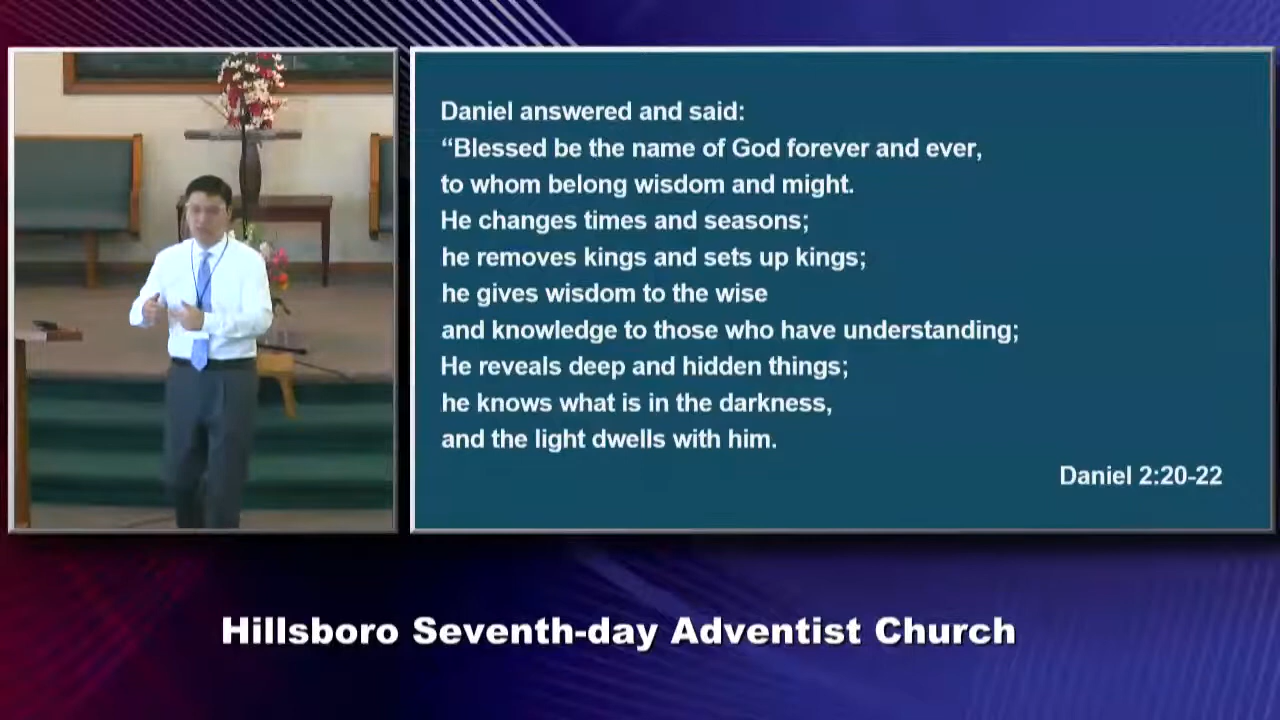 Daniel answered and said:
“Blessed be the name of God forever and ever,
to whom belong wisdom and might.
He changes times and seasons;
he removes kings and sets up kings;
he gives wisdom to the wise
and knowledge to those who have understanding;
He reveals deep and hidden things;
he knows what is in the darkness,
and the light dwells with him.
Daniel 2:20-22
Hillsboro Seventh-day Adventist Church